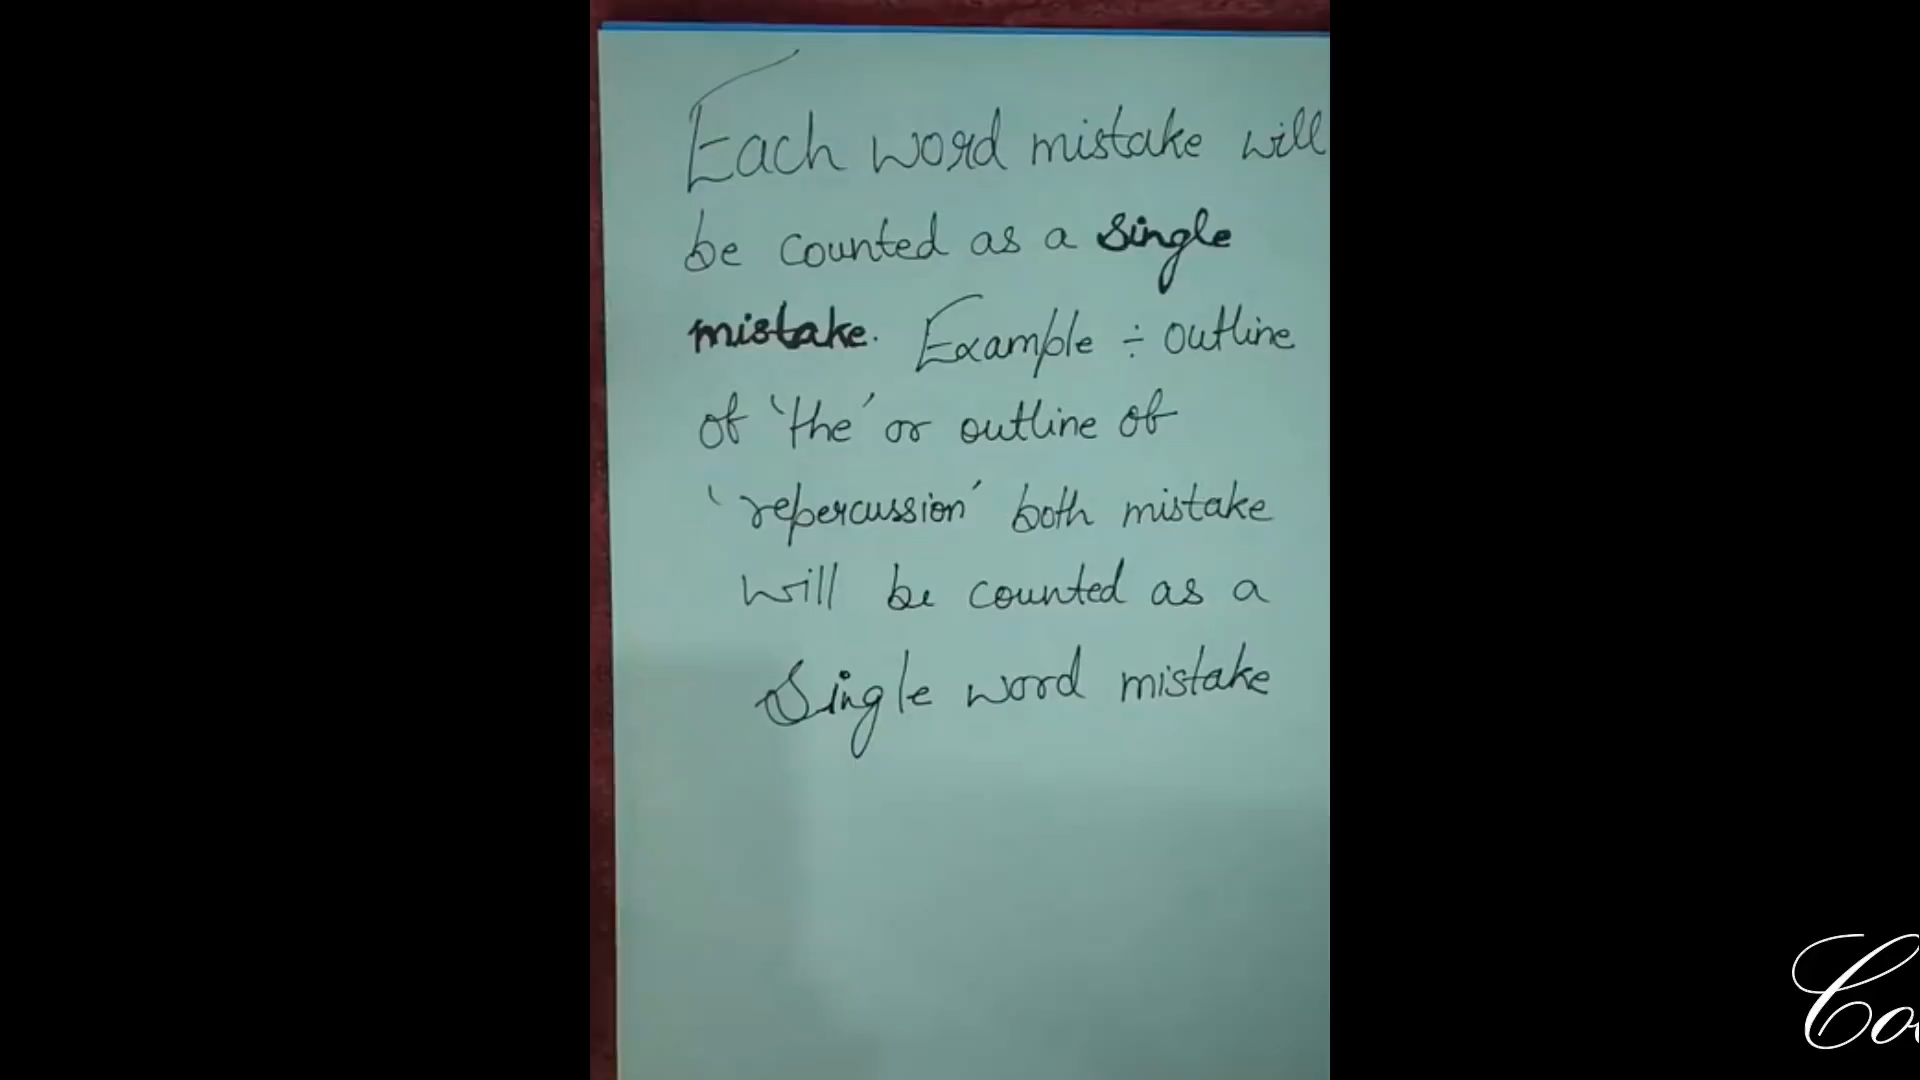 Each word mistake will
be counted as a single
mistake. Example ÷ outline
of 'the' or outline of
'repercussion' both mistake
will be counted as a
Single word mistake
Co